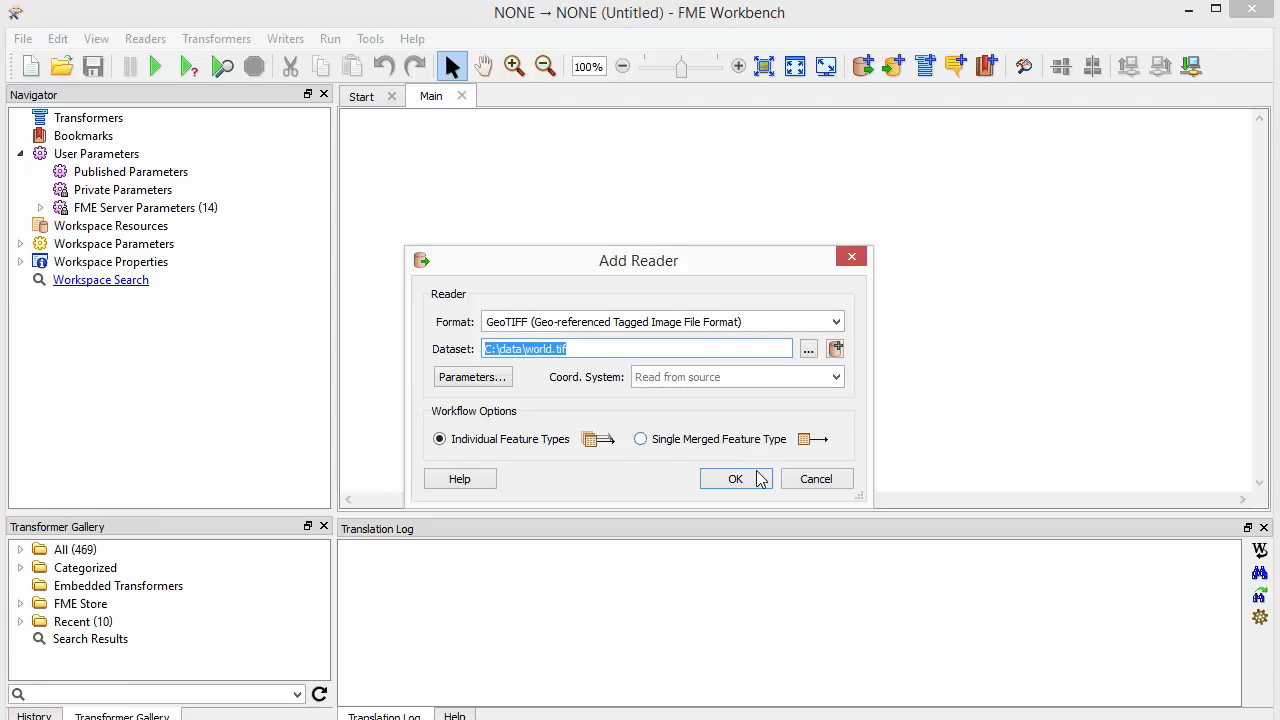 NONE → NONE (Untitled) - FME Workbench
File Edit View Readers Transformers Writers Run Tools Help
100%
Navigator
Start
Main
Transformers
Bookmarks
User Parameters
Published Parameters
Private Parameters
FME Server Parameters (14)
Workspace Resources
Workspace Parameters
Workspace Properties
Workspace Search
Add Reader
Reader
Format: GeoTIFF (Geo-referenced Tagged Image File Format)
Dataset: C:\data\world.tif ...
Parameters... Coord. System: Read from source
Workflow Options
Individual Feature Types
Single Merged Feature Type
Help OK Cancel
Transformer Gallery
All (469)
Categorized
Embedded Transformers
FME Store
Recent (10)
Search Results
History Transformer Gallery
Translation Log
Translation Log Help